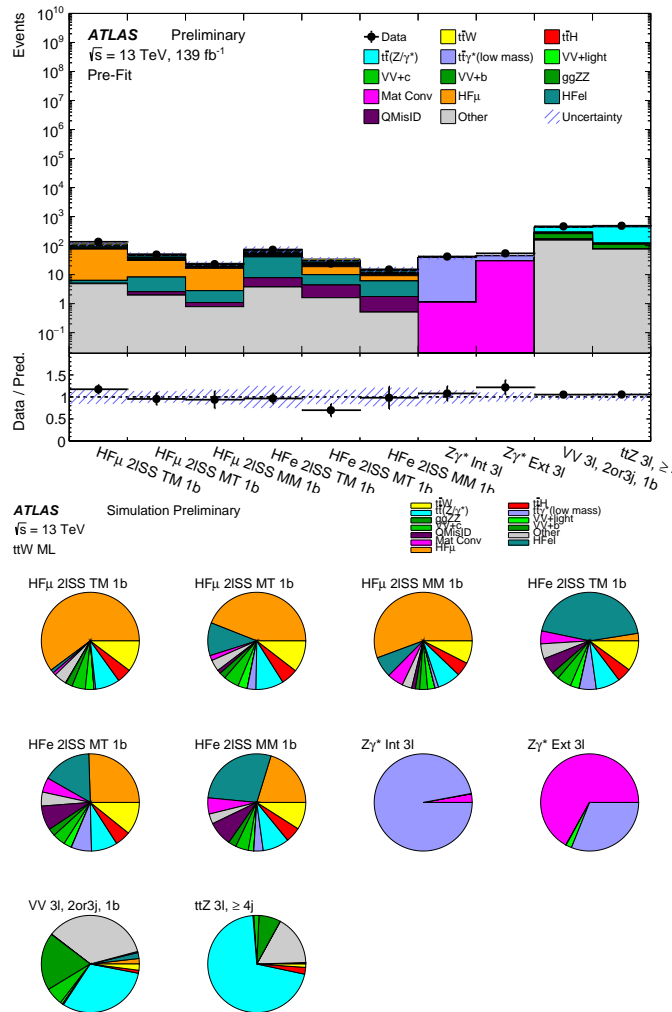 Events
ATLAS Preliminary
√s = 13 TeV, 139 fb⁻¹
Pre-Fit
Data tt̄W tt̄H
tt̄(Z/γ*) tt̄γ*(low mass) VV+light
VV+c VV+b ggZZ
Mat Conv HFμ HFel
QMisID Other Uncertainty
10¹⁰
10⁹
10⁸
10⁷
10⁶
10⁵
10⁴
10³
10²
10
1
10⁻¹
Data / Pred.
1.5
1
0.5
0
HFμ 2lSS TM 1b
HFμ 2lSS MT 1b
HFμ 2lSS MM 1b
HFe 2lSS TM 1b
HFe 2lSS MT 1b
HFe 2lSS MM 1b
Zγ* Int 3l
Zγ* Ext 3l
VV 3l, 2or3j, 1b
ttZ 3l, ≥
ATLAS Simulation Preliminary
√s = 13 TeV
ttW ML
tt̄W tt̄H
tt̄(Z/γ*) tt̄γ*(low mass)
ggZZ VV+light
VV+c VV+b
QMisID Other
Mat Conv HFel
HFμ
HFμ 2lSS TM 1b HFμ 2lSS MT 1b HFμ 2lSS MM 1b HFe 2lSS TM 1b
HFe 2lSS MT 1b HFe 2lSS MM 1b Zγ* Int 3l Zγ* Ext 3l
VV 3l, 2or3j, 1b ttZ 3l, ≥ 4j